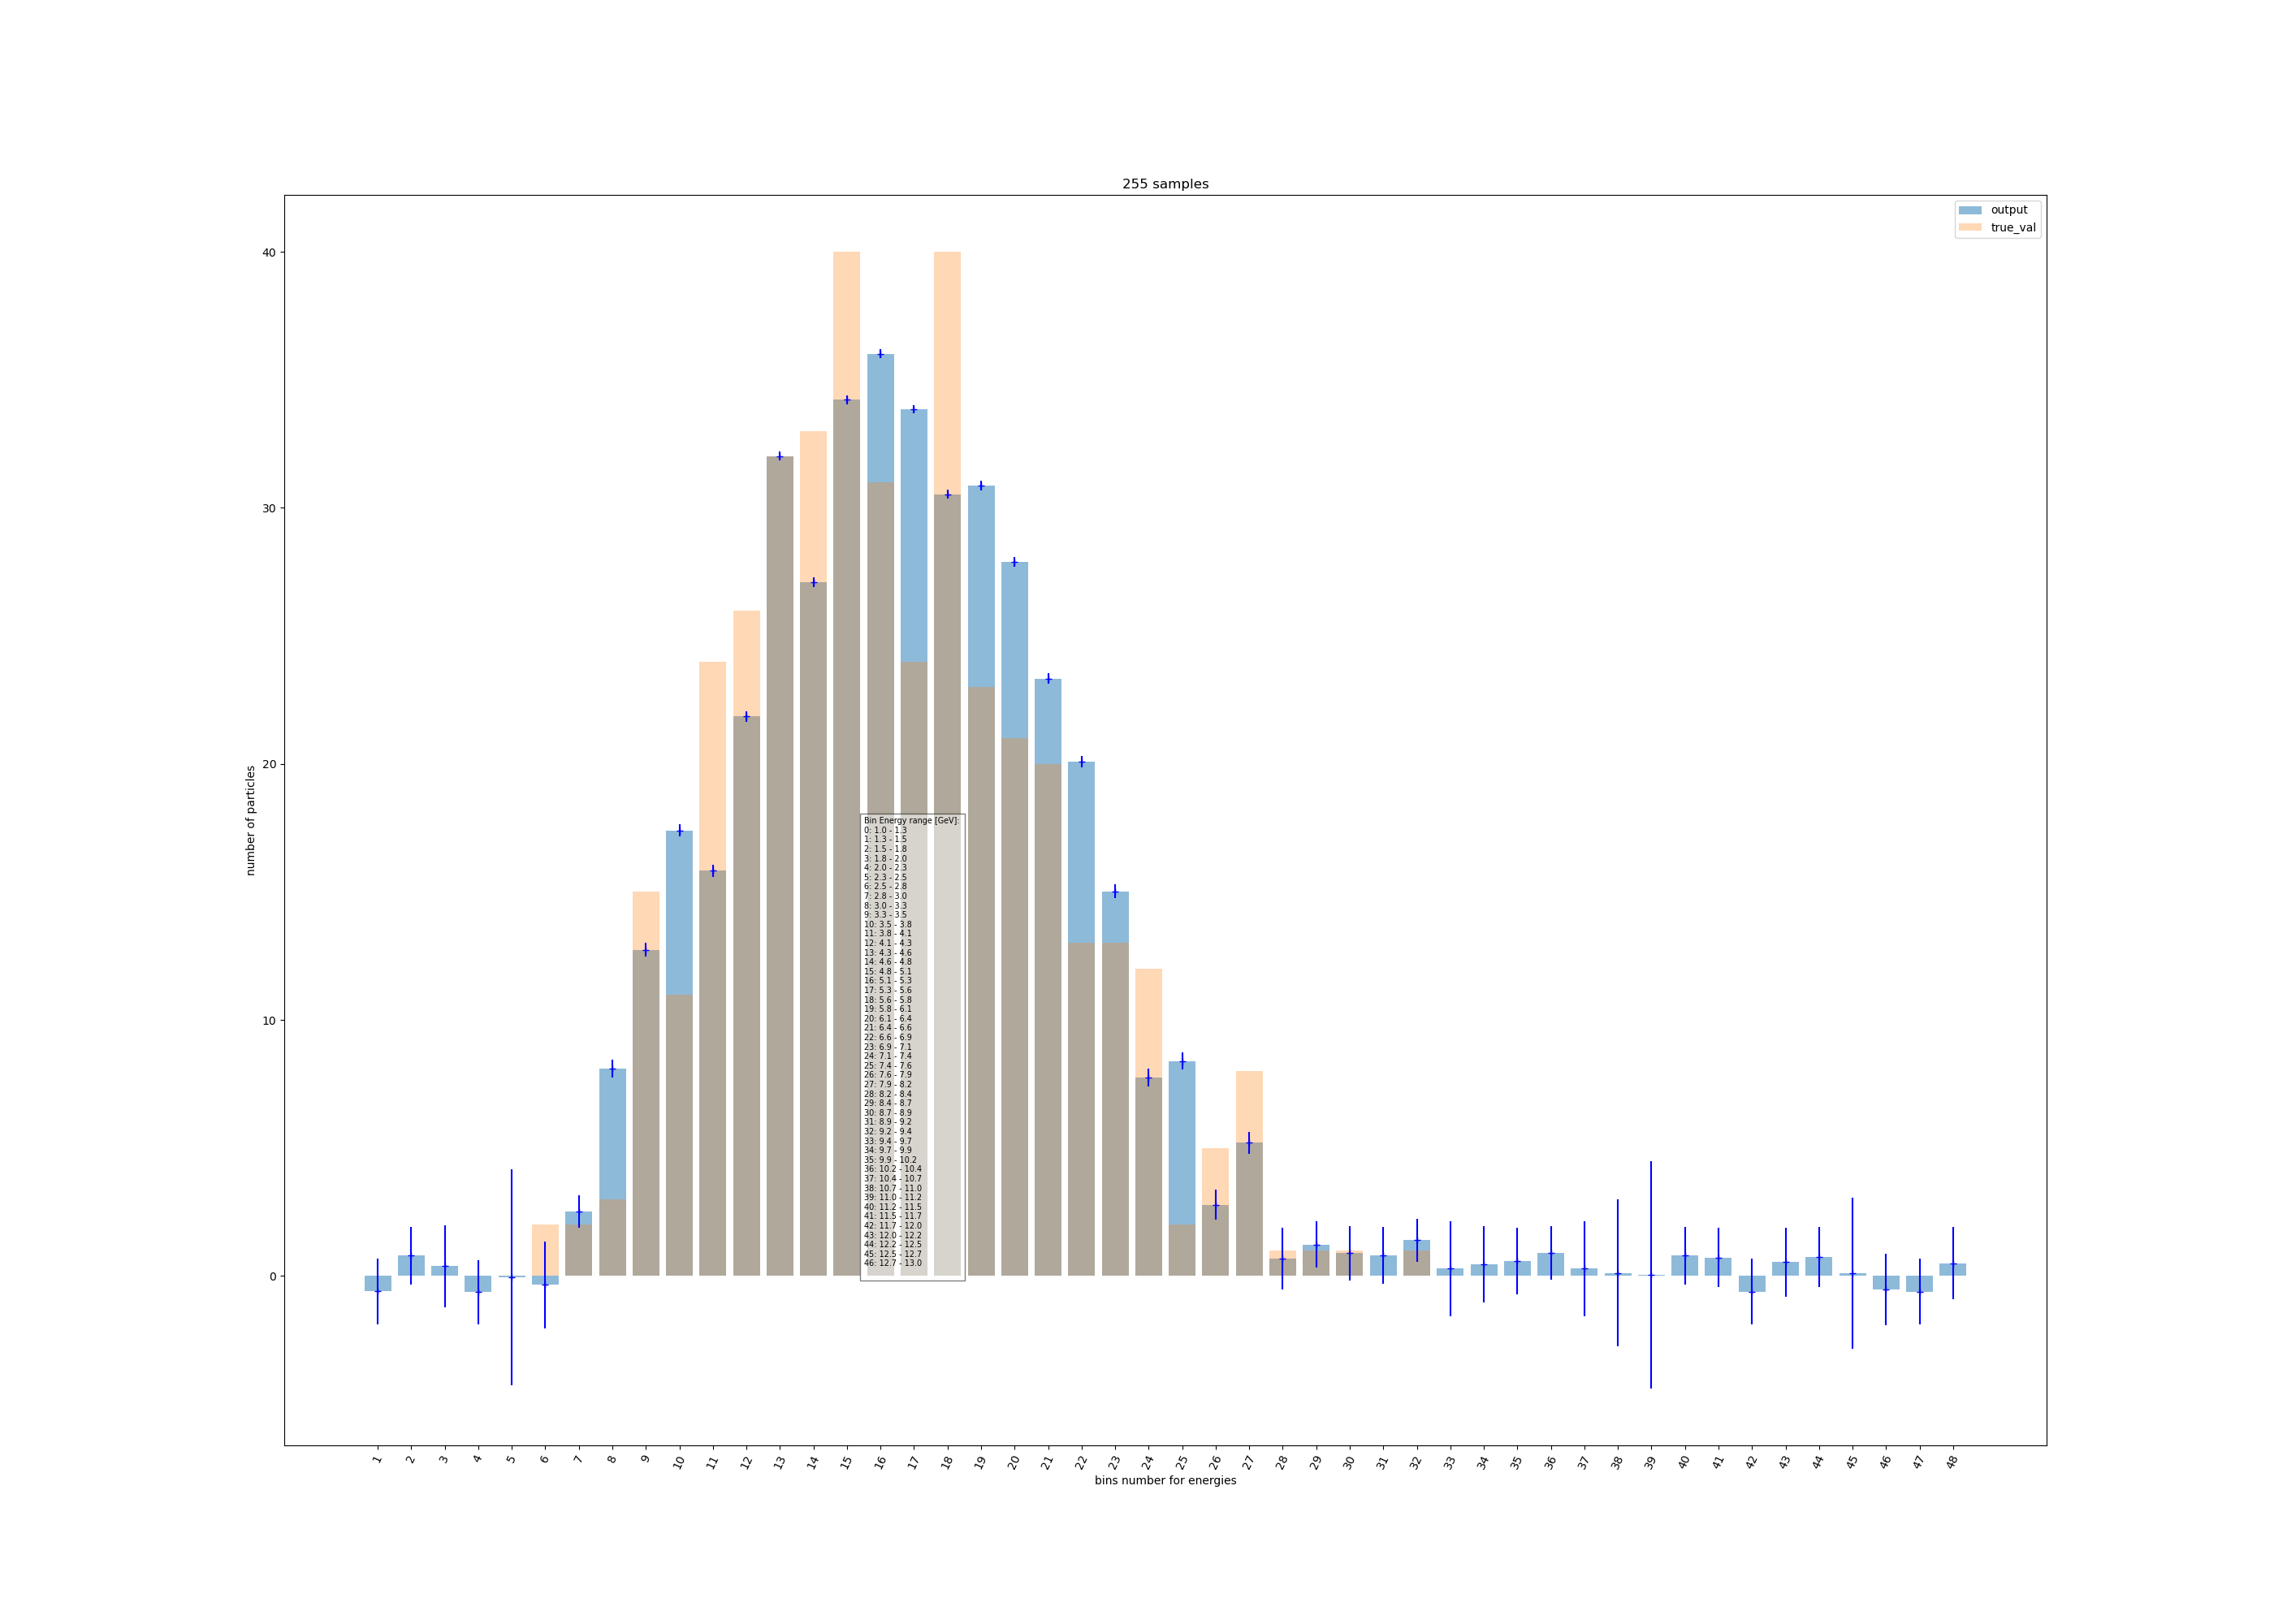 255 samples
output
true_val
40
30
20
10
0
number of particles
Bin Energy range [GeV]:
0: 1.0 - 1.3
1: 1.3 - 1.5
2: 1.5 - 1.8
3: 1.8 - 2.0
4: 2.0 - 2.3
5: 2.3 - 2.5
6: 2.5 - 2.8
7: 2.8 - 3.0
8: 3.0 - 3.3
9: 3.3 - 3.5
10: 3.5 - 3.8
11: 3.8 - 4.1
12: 4.1 - 4.3
13: 4.3 - 4.6
14: 4.6 - 4.8
15: 4.8 - 5.1
16: 5.1 - 5.3
17: 5.3 - 5.6
18: 5.6 - 5.8
19: 5.8 - 6.1
20: 6.1 - 6.4
21: 6.4 - 6.6
22: 6.6 - 6.9
23: 6.9 - 7.1
24: 7.1 - 7.4
25: 7.4 - 7.6
26: 7.6 - 7.9
27: 7.9 - 8.2
28: 8.2 - 8.4
29: 8.4 - 8.7
30: 8.7 - 8.9
31: 8.9 - 9.2
32: 9.2 - 9.4
33: 9.4 - 9.7
34: 9.7 - 9.9
35: 9.9 - 10.2
36: 10.2 - 10.4
37: 10.4 - 10.7
38: 10.7 - 11.0
39: 11.0 - 11.2
40: 11.2 - 11.5
41: 11.5 - 11.7
42: 11.7 - 12.0
43: 12.0 - 12.2
44: 12.2 - 12.5
45: 12.5 - 12.7
46: 12.7 - 13.0
1 2 3 4 5 6 7 8 9 10 11 12 13 14 15 16 17 18 19 20 21 22 23 24 25 26 27 28 29 30 31 32 33 34 35 36 37 38 39 40 41 42 43 44 45 46 47 48
bins number for energies